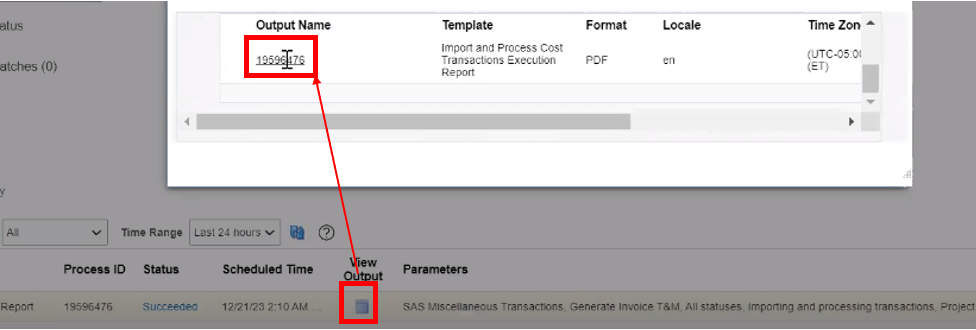 Output Name Template Format Locale Time Zon
19596476 Import and Process Cost Transactions Execution Report PDF en (UTC-05:00 (ET)
atus
atches (0)
y
All Time Range Last 24 hours
Process ID Status Scheduled Time View Output Parameters
Report 19596476 Succeeded 12/21/23 2:10 AM ... SAS Miscellaneous Transactions, Generate Invoice T&M, All statuses, Importing and processing transactions, Project